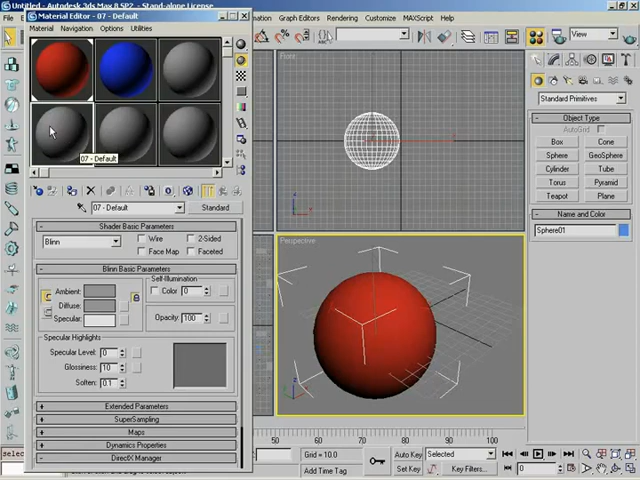 Untitled - Autodesk 3ds Max 8 SP2 - Stand-alone License
Material Editor - 07 - Default
Material Navigation Options Utilities
Animation Graph Editors Rendering Customize MAXScript Help
View
07 - Default
07 - Default Standard
Shader Basic Parameters
Blinn Wire 2-Sided
Face Map Faceted
Blinn Basic Parameters
Self-Illumination
Ambient: Color 0
Diffuse:
Specular: Opacity: 100
Specular Highlights
Specular Level: 0
Glossiness: 10
Soften: 0.1
Extended Parameters
SuperSampling
Maps
Dynamics Properties
DirectX Manager
Front
Perspective
Standard Primitives
Object Type
AutoGrid
Box Cone
Sphere GeoSphere
Cylinder Tube
Torus Pyramid
Teapot Plane
Name and Color
Sphere01
50 60 70 80 90 100
Grid = 10.0
Add Time Tag
Auto Key Selected
Set Key Key Filters...
0